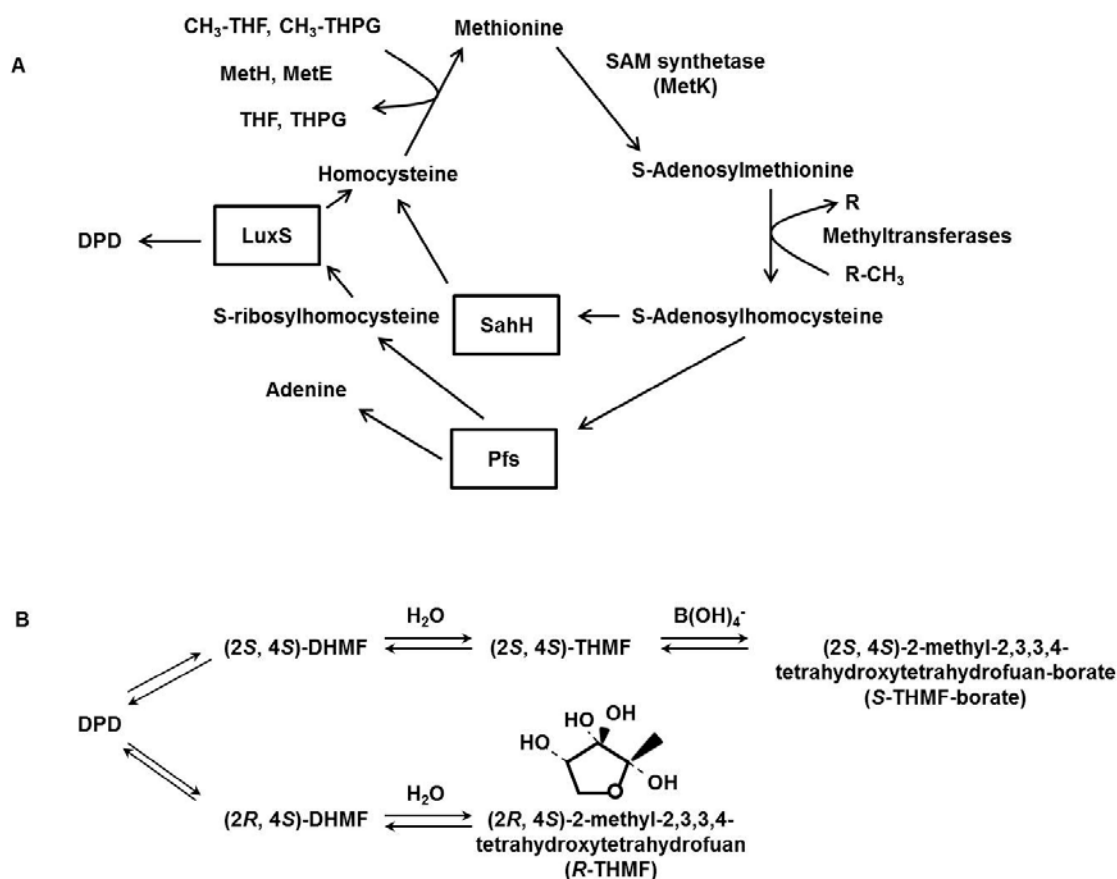 A
CH₃-THF, CH₃-THPG
Methionine
MetH, MetE
SAM synthetase
(MetK)
THF, THPG
Homocysteine
S-Adenosylmethionine
DPD
LuxS
R
Methyltransferases
R-CH₃
S-ribosylhomocysteine
SahH
S-Adenosylhomocysteine
Adenine
Pfs
B
H₂O
B(OH)₄⁻
(2S, 4S)-DHMF
(2S, 4S)-THMF
(2S, 4S)-2-methyl-2,3,3,4-
tetrahydroxytetrahydrofuan-borate
(S-THMF-borate)
DPD
HO
OH
HO
OH
O
H₂O
(2R, 4S)-DHMF
(2R, 4S)-2-methyl-2,3,3,4-
tetrahydroxytetrahydrofuan
(R-THMF)